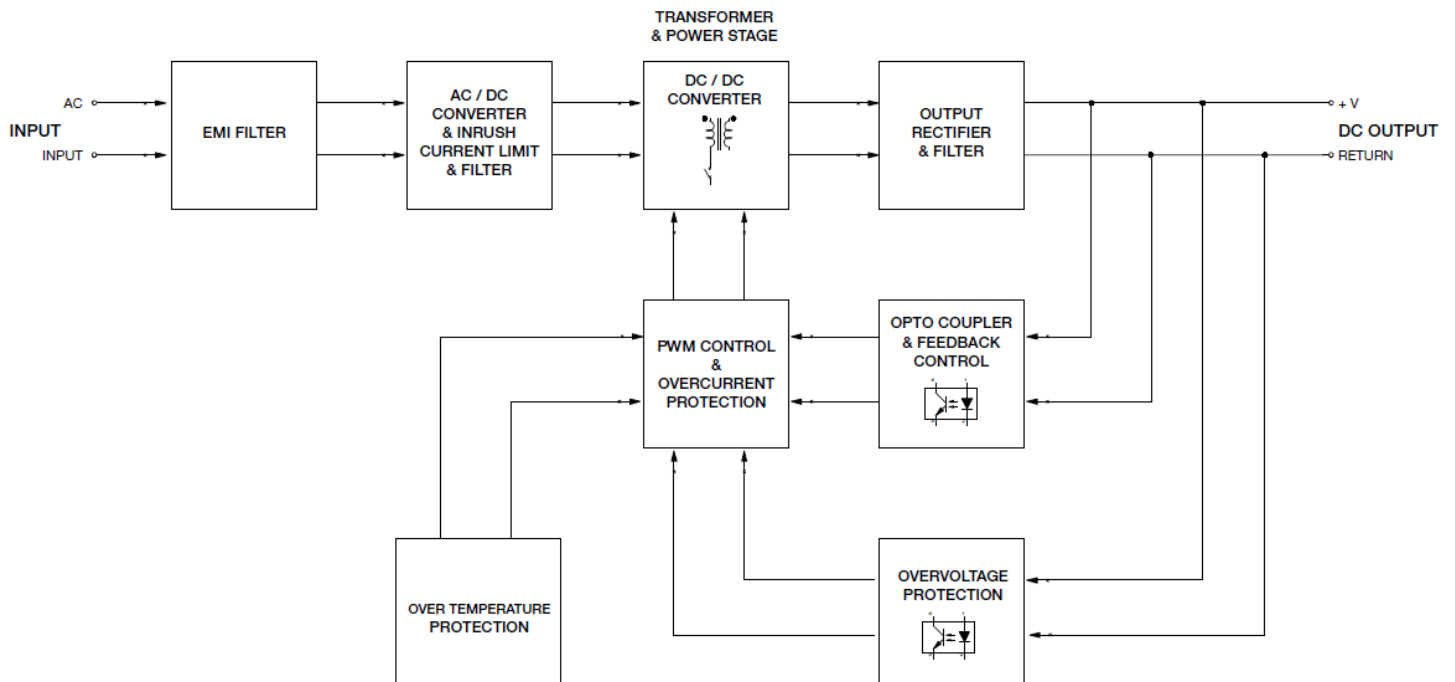 TRANSFORMER
& POWER STAGE
AC
INPUT
INPUT
EMI FILTER
AC / DC
CONVERTER
& INRUSH
CURRENT LIMIT
& FILTER
DC / DC
CONVERTER
OUTPUT
RECTIFIER
& FILTER
+ V
DC OUTPUT
RETURN
PWM CONTROL
&
OVERCURRENT
PROTECTION
OPTO COUPLER
& FEEDBACK
CONTROL
OVER TEMPERATURE
PROTECTION
OVERVOLTAGE
PROTECTION